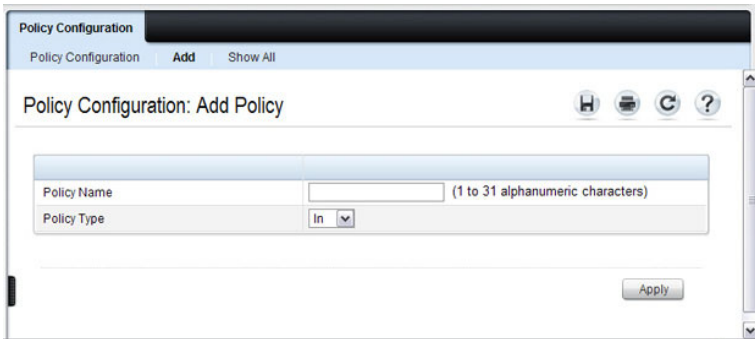 Policy Configuration
Policy Configuration Add Show All
Policy Configuration: Add Policy
?
Policy Name (1 to 31 alphanumeric characters)
Policy Type In
Apply